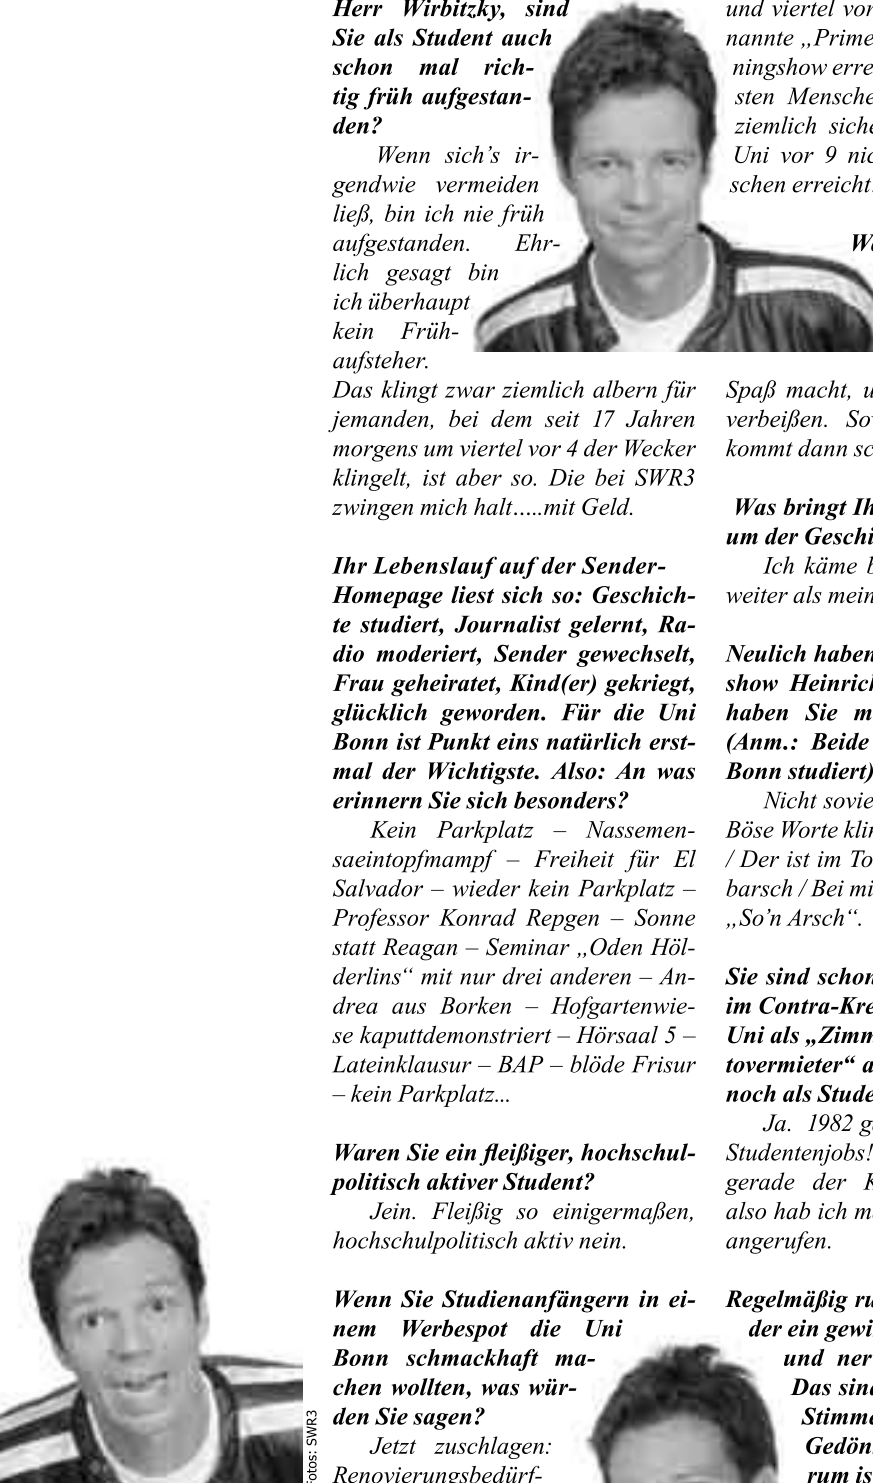 Herr Wirbitzky, sind
Sie als Student auch
schon mal rich-
tig früh aufgestan-
den?
Wenn sich’s ir-
gendwie vermeiden
ließ, bin ich nie früh
aufgestanden. Ehr-
lich gesagt bin
ich überhaupt
kein Früh-
aufsteher.
Das klingt zwar ziemlich albern für
jemanden, bei dem seit 17 Jahren
morgens um viertel vor 4 der Wecker
klingelt, ist aber so. Die bei SWR3
zwingen mich halt.....mit Geld.
Ihr Lebenslauf auf der Sender-
Homepage liest sich so: Geschich-
te studiert, Journalist gelernt, Ra-
dio moderiert, Sender gewechselt,
Frau geheiratet, Kind(er) gekriegt,
glücklich geworden. Für die Uni
Bonn ist Punkt eins natürlich erst-
mal der Wichtigste. Also: An was
erinnern Sie sich besonders?
Kein Parkplatz – Nassemen-
saeintopfmampf – Freiheit für El
Salvador – wieder kein Parkplatz –
Professor Konrad Repgen – Sonne
statt Reagan – Seminar „Oden Höl-
derlins“ mit nur drei anderen – An-
drea aus Borken – Hofgartenwie-
se kaputtdemonstriert – Hörsaal 5 –
Lateinklausur – BAP – blöde Frisur
– kein Parkplatz...
Waren Sie ein fleißiger, hochschul-
politisch aktiver Student?
Jein. Fleißig so einigermaßen,
hochschulpolitisch aktiv nein.
Wenn Sie Studienanfängern in ei-
nem Werbespot die Uni
Bonn schmackhaft ma-
chen wollten, was wür-
den Sie sagen?
Jetzt zuschlagen:
Renovierungsbedürf-
und viertel vor
nannte „Prime
ningshow erre
sten Mensche
ziemlich siche
Uni vor 9 nic
schen erreicht
We
Spaß macht, u
verbeißen. Sov
kommt dann sc
Was bringt Ih
um der Geschi
Ich käme b
weiter als mein
Neulich haben
show Heinrich
haben Sie m
(Anm.: Beide
Bonn studiert)
Nicht sovie
Böse Worte klin
/ Der ist im To
barsch / Bei mi
„So’n Arsch“.
Sie sind schon
im Contra-Kre
Uni als „Zimm
tovermieter“ a
noch als Stude
Ja. 1982 g
Studentenjobs!
gerade der K
also hab ich m
angerufen.
Regelmäßig ru
der ein gewi
und ner
Das sind
Stimme
Gedön
rum is
Fotos: SWR3